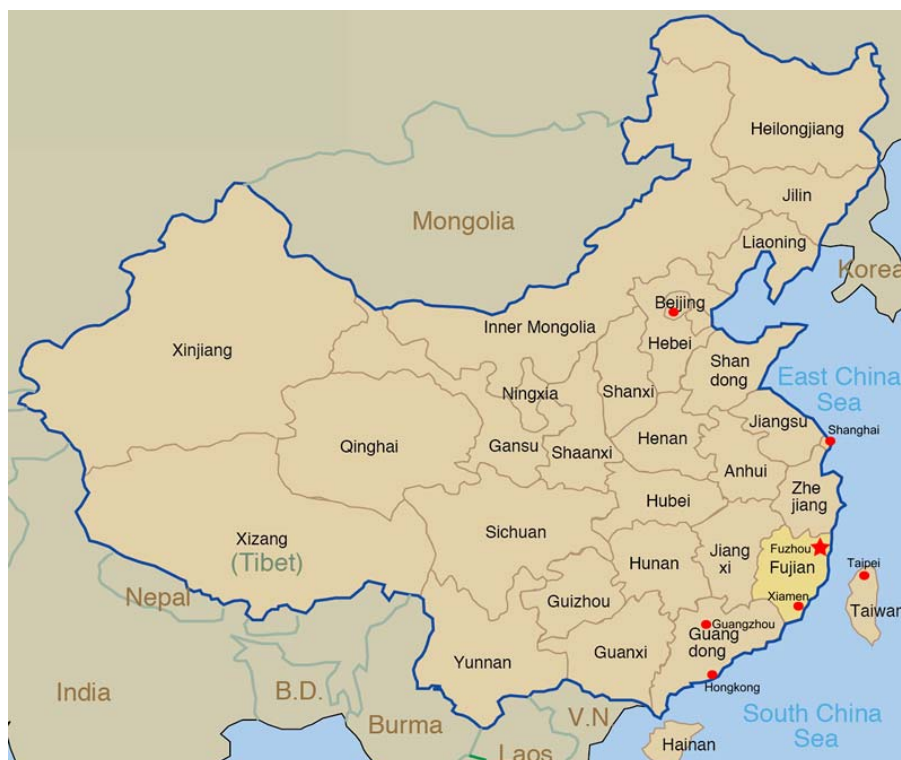 Heilongjiang
Jilin
Mongolia
Liaoning
Korea
Beijing
Inner Mongolia
Xinjiang
Hebei
Shan
dong
East China
Sea
Ningxia
Shanxi
Jiangsu
Shanghai
Qinghai
Gansu
Shaanxi
Henan
Anhui
Zhe
jiang
Hubei
Sichuan
Xizang
(Tibet)
Hunan
Jiang
xi
Fuzhou
Fujian
Taipei
Nepal
Guizhou
Xiamen
Taiwan
Guangzhou
Guang
dong
Guanxi
Yunnan
Hongkong
India
B.D.
Burma
V.N
South China
Sea
Laos
Hainan